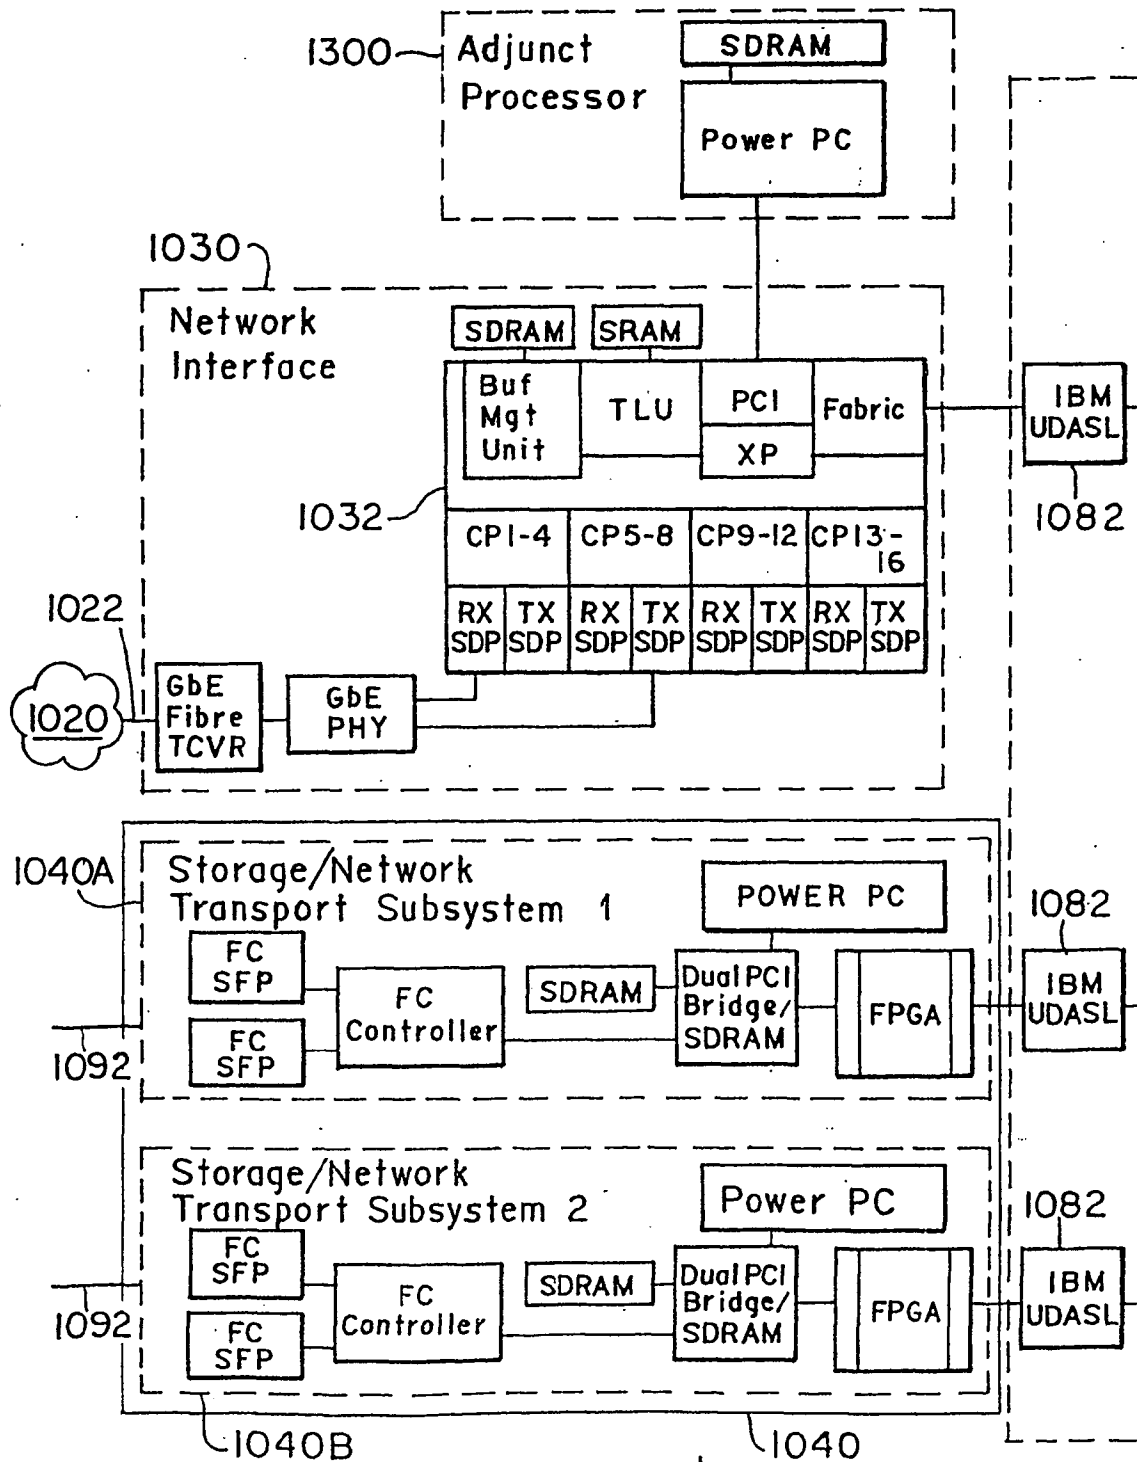 1300
Adjunct
Processor
SDRAM
Power PC
1030
Network
Interface
SDRAM
SRAM
Buf
Mgt
Unit
TLU
PCI
XP
Fabric
IBM
UDASL
1082
1032
CP1-4
CP5-8
CP9-12
CP13-
16
RX
SDP
TX
SDP
RX
SDP
TX
SDP
RX
SDP
TX
SDP
RX
SDP
TX
SDP
1022
1020
GbE
Fibre
TCVR
GbE
PHY
1040A
Storage/Network
Transport Subsystem 1
POWER PC
FC
SFP
FC
SFP
FC
Controller
SDRAM
Dual PCI
Bridge/
SDRAM
FPGA
1082
IBM
UDASL
1092
Storage/Network
Transport Subsystem 2
Power PC
FC
SFP
FC
SFP
FC
Controller
SDRAM
Dual PCI
Bridge/
SDRAM
FPGA
1082
IBM
UDASL
1092
1040B
1040